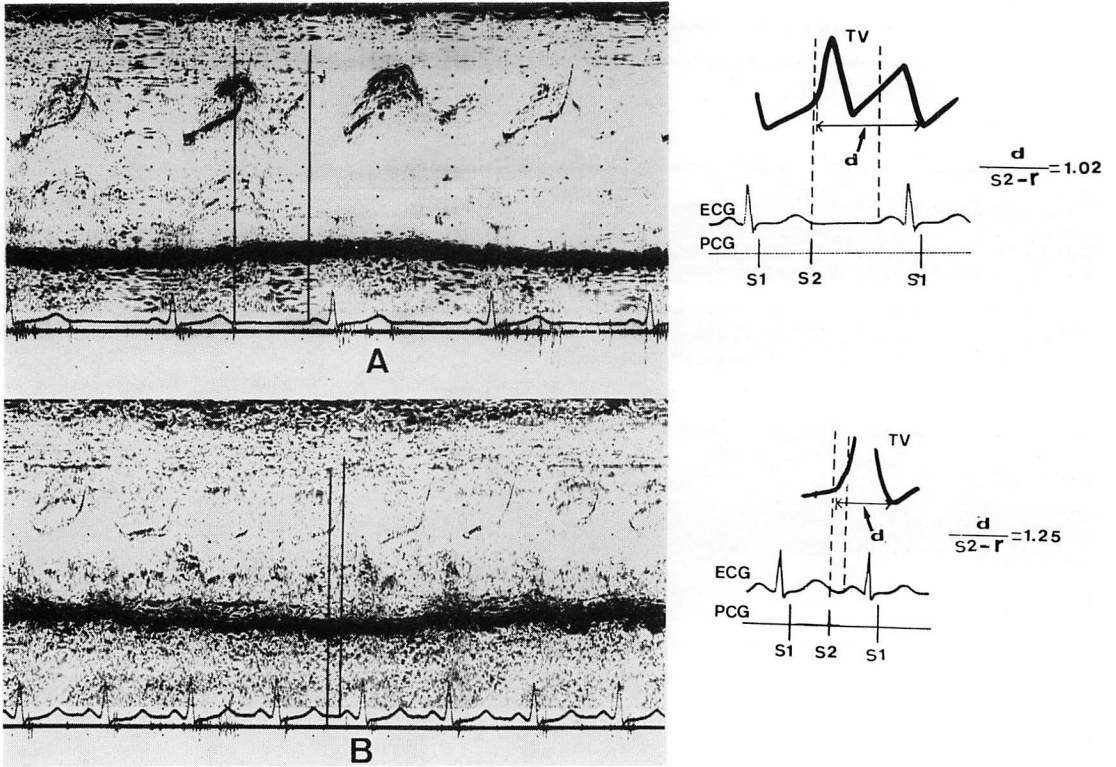 TV
d
d
S2-r
=1.02
ECG
PCG
S1 S2 S1
A
TV
d
d
S2-r
=1.25
ECG
PCG
S1 S2 S1
B